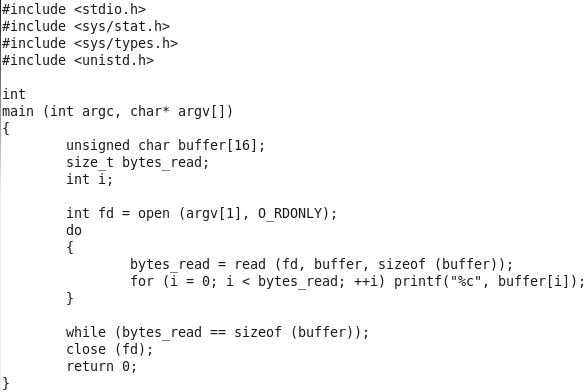 #include <stdio.h>
#include <sys/stat.h>
#include <sys/types.h>
#include <unistd.h>

int
main (int argc, char* argv[])
{
        unsigned char buffer[16];
        size_t bytes_read;
        int i;

        int fd = open (argv[1], O_RDONLY);
        do
        {
                bytes_read = read (fd, buffer, sizeof (buffer));
                for (i = 0; i < bytes_read; ++i) printf("%c", buffer[i]);
        }

        while (bytes_read == sizeof (buffer));
        close (fd);
        return 0;
}